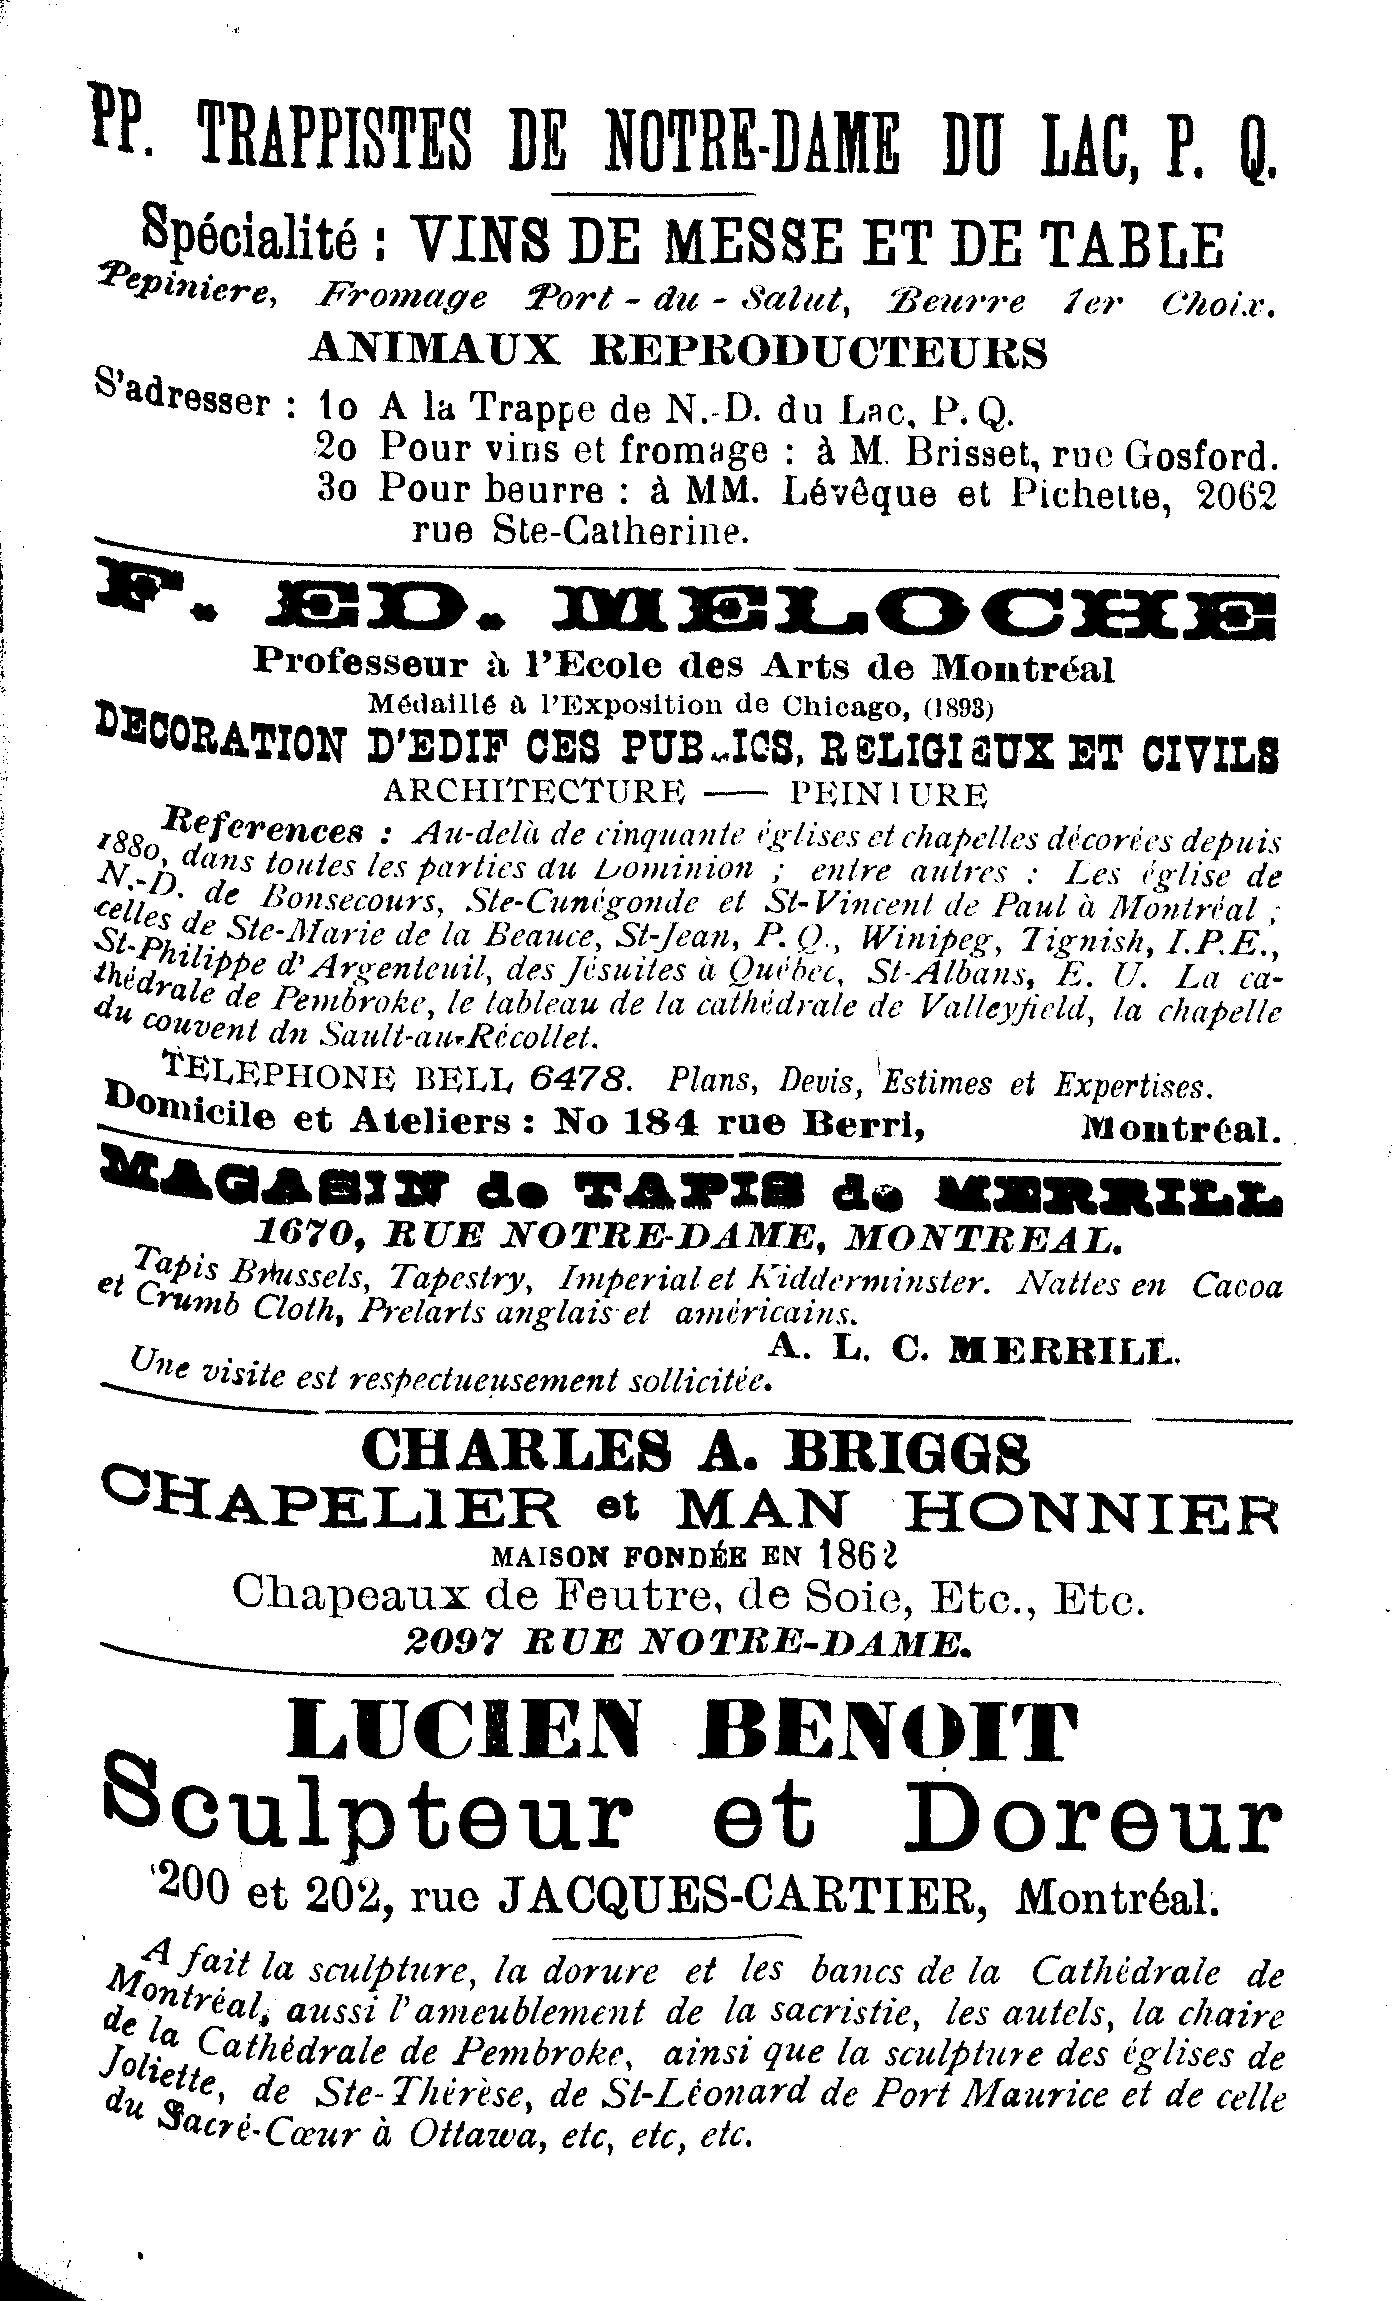 PP. TRAPPISTES DE NOTRE-DAME DU LAC, P. Q.
Spécialité : VINS DE MESSE ET DE TABLE
Pepiniere, Fromage Port - du - Salut, Beurre 1er Choix.
ANIMAUX REPRODUCTEURS
S'adresser : 1o A la Trappe de N.-D. du Lac, P. Q.
2o Pour vins et fromage : à M. Brisset, rue Gosford.
3o Pour beurre : à MM. Lévêque et Pichette, 2062
rue Ste-Catherine.
F. ED. MELOCHE
Professeur à l'Ecole des Arts de Montréal
Médaillé à l'Exposition de Chicago, (1893)
DECORATION D'EDIF CES PUBLICS, RELIGIEUX ET CIVILS
ARCHITECTURE — PEINTURE
References : Au-delà de cinquante églises et chapelles décorées depuis
1880, dans toutes les parties du Dominion ; entre autres : Les église de
N.-D. de Bonsecours, Ste-Cunégonde et St-Vincent de Paul à Montréal ;
celles de Ste-Marie de la Beauce, St-Jean, P. Q., Winipeg, Tignish, I.P.E.,
St-Philippe d'Argenteuil, des Jésuites à Québec, St-Albans, E. U. La ca-
thédrale de Pembroke, le tableau de la cathédrale de Valleyfield, la chapelle
du couvent dn Sault-au-Récollet.
TELEPHONE BELL 6478. Plans, Devis, Estimes et Expertises.
Domicile et Ateliers : No 184 rue Berri, Montréal.
MAGASIN de TAPIS de MERRILL
1670, RUE NOTRE-DAME, MONTREAL.
Tapis Brussels, Tapestry, Imperial et Kidderminster. Nattes en Cacoa
et Crumb Cloth, Prelarts anglais et américains.
A. L. C. MERRILL.
Une visite est respectueusement sollicitée.
CHARLES A. BRIGGS
CHAPELIER et MAN HONNIER
MAISON FONDÉE EN 1862
Chapeaux de Feutre, de Soie, Etc., Etc.
2097 RUE NOTRE-DAME.
LUCIEN BENOIT
Sculpteur et Doreur
200 et 202, rue JACQUES-CARTIER, Montréal.
A fait la sculpture, la dorure et les bancs de la Cathédrale de
Montréal, aussi l'ameublement de la sacristie, les autels, la chaire
de la Cathédrale de Pembroke, ainsi que la sculpture des églises de
Joliette, de Ste-Thérèse, de St-Léonard de Port Maurice et de celle
du Sacré-Cœur à Ottawa, etc, etc, etc.